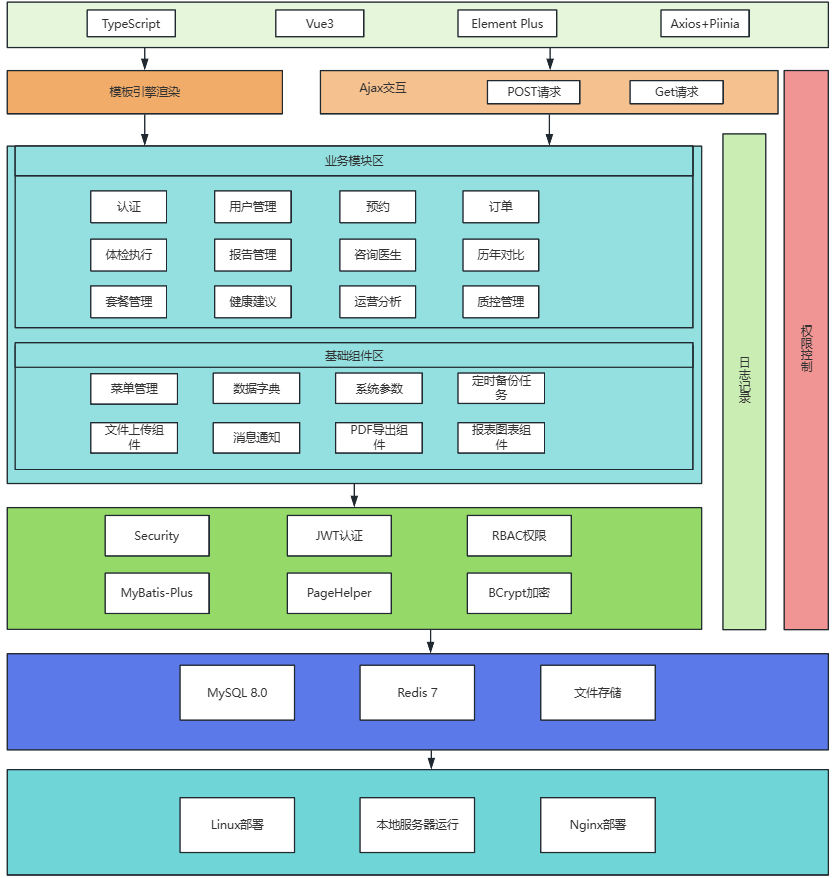 TypeScript
Vue3
Element Plus
Axios+Piinia
模板引擎渲染
Ajax交互
POST请求
Get请求
业务模块区
认证
用户管理
预约
订单
体检执行
报告管理
咨询医生
历年对比
套餐管理
健康建议
运营分析
质控管理
基础组件区
菜单管理
数据字典
系统参数
定时备份任
务
文件上传组
件
消息通知
PDF导出组
件
报表图表组
件
日志记录
权限控制
Security
JWT认证
RBAC权限
MyBatis-Plus
PageHelper
BCrypt加密
MySQL 8.0
Redis 7
文件存储
Linux部署
本地服务器运行
Nginx部署